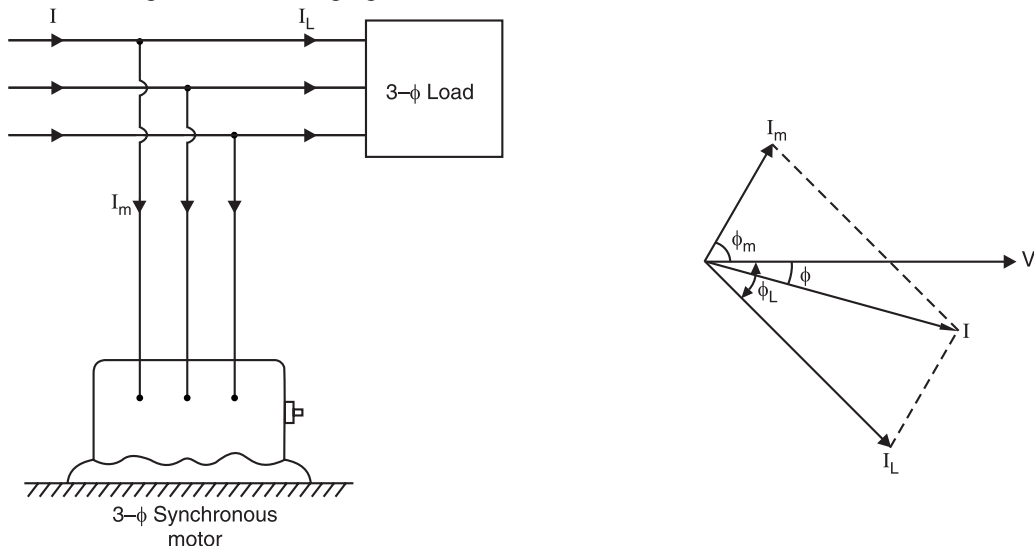 I
I_L
3–ϕ Load
I_m
3–ϕ Synchronous
motor
I_m
ϕ_m
V
ϕ
ϕ_L
I
I_L